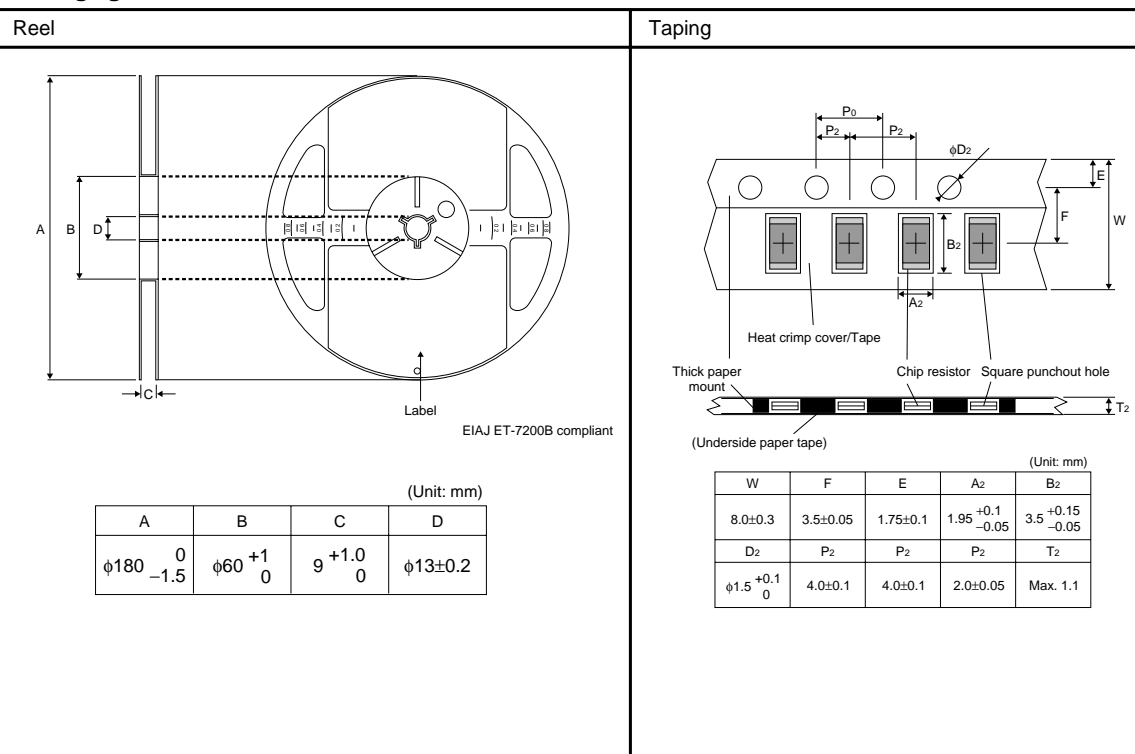 Reel
A
B
D
C
Label
EIAJ ET-7200B compliant
(Unit: mm)
A B C D
φ180 0 −1.5 φ60 +1 0 9 +1.0 0 φ13±0.2
Taping
P0
P2 P2
φD2
E
F
W
B2
A2
Heat crimp cover/Tape
Thick paper mount
Chip resistor
Square punchout hole
T2
(Underside paper tape)
(Unit: mm)
W F E A2 B2
8.0±0.3 3.5±0.05 1.75±0.1 1.95 +0.1 −0.05 3.5 +0.15 −0.05
D2 P2 P2 P2 T2
φ1.5 +0.1 0 4.0±0.1 4.0±0.1 2.0±0.05 Max. 1.1